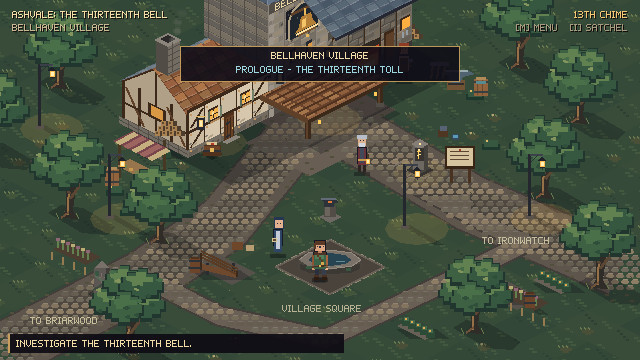 ASHVALE: THE THIRTEENTH BELL
BELLHAVEN VILLAGE
13TH CHIME
[M] MENU [I] SATCHEL
BELLHAVEN VILLAGE
PROLOGUE - THE THIRTEENTH TOLL
TO IRONWATCH
VILLAGE SQUARE
TO BRIARWOOD
INVESTIGATE THE THIRTEENTH BELL.